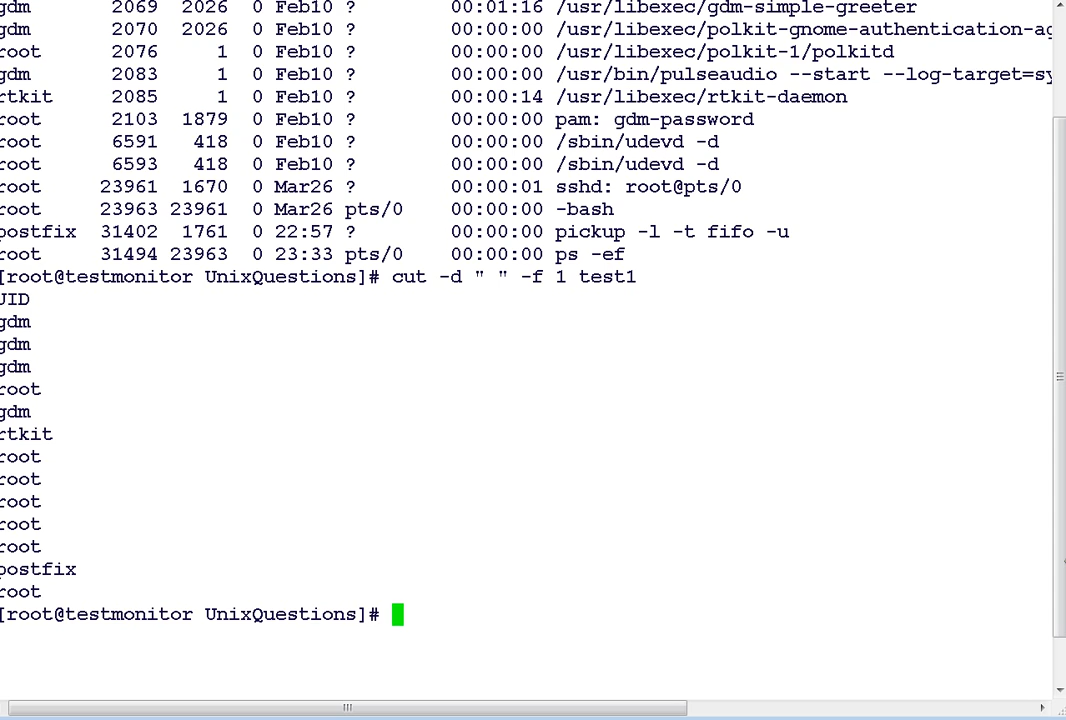 gdm       2069  2026  0 Feb10 ?        00:01:16 /usr/libexec/gdm-simple-greeter
gdm       2070  2026  0 Feb10 ?        00:00:00 /usr/libexec/polkit-gnome-authentication-ag
root      2076     1  0 Feb10 ?        00:00:00 /usr/libexec/polkit-1/polkitd
gdm       2083     1  0 Feb10 ?        00:00:00 /usr/bin/pulseaudio --start --log-target=sy
rtkit     2085     1  0 Feb10 ?        00:00:14 /usr/libexec/rtkit-daemon
root      2103  1879  0 Feb10 ?        00:00:00 pam: gdm-password
root      6591   418  0 Feb10 ?        00:00:00 /sbin/udevd -d
root      6593   418  0 Feb10 ?        00:00:00 /sbin/udevd -d
root     23961  1670  0 Mar26 ?        00:00:01 sshd: root@pts/0
root     23963 23961  0 Mar26 pts/0    00:00:00 -bash
postfix  31402  1761  0 22:57 ?        00:00:00 pickup -l -t fifo -u
root     31494 23963  0 23:33 pts/0    00:00:00 ps -ef
[root@testmonitor UnixQuestions]# cut -d " " -f 1 test1
UID
gdm
gdm
gdm
root
gdm
rtkit
root
root
root
root
root
postfix
root
[root@testmonitor UnixQuestions]#